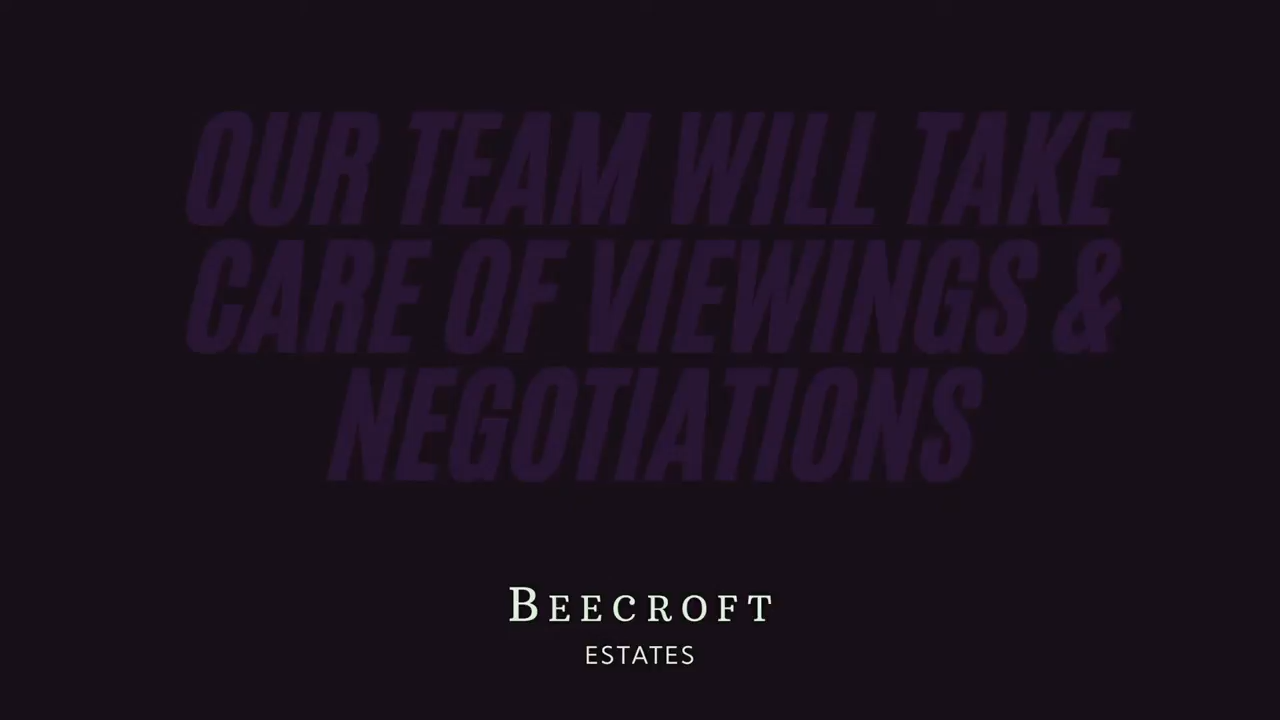 OUR TEAM WILL TAKE
CARE OF VIEWINGS &
NEGOTIATIONS
BEECROFT
ESTATES